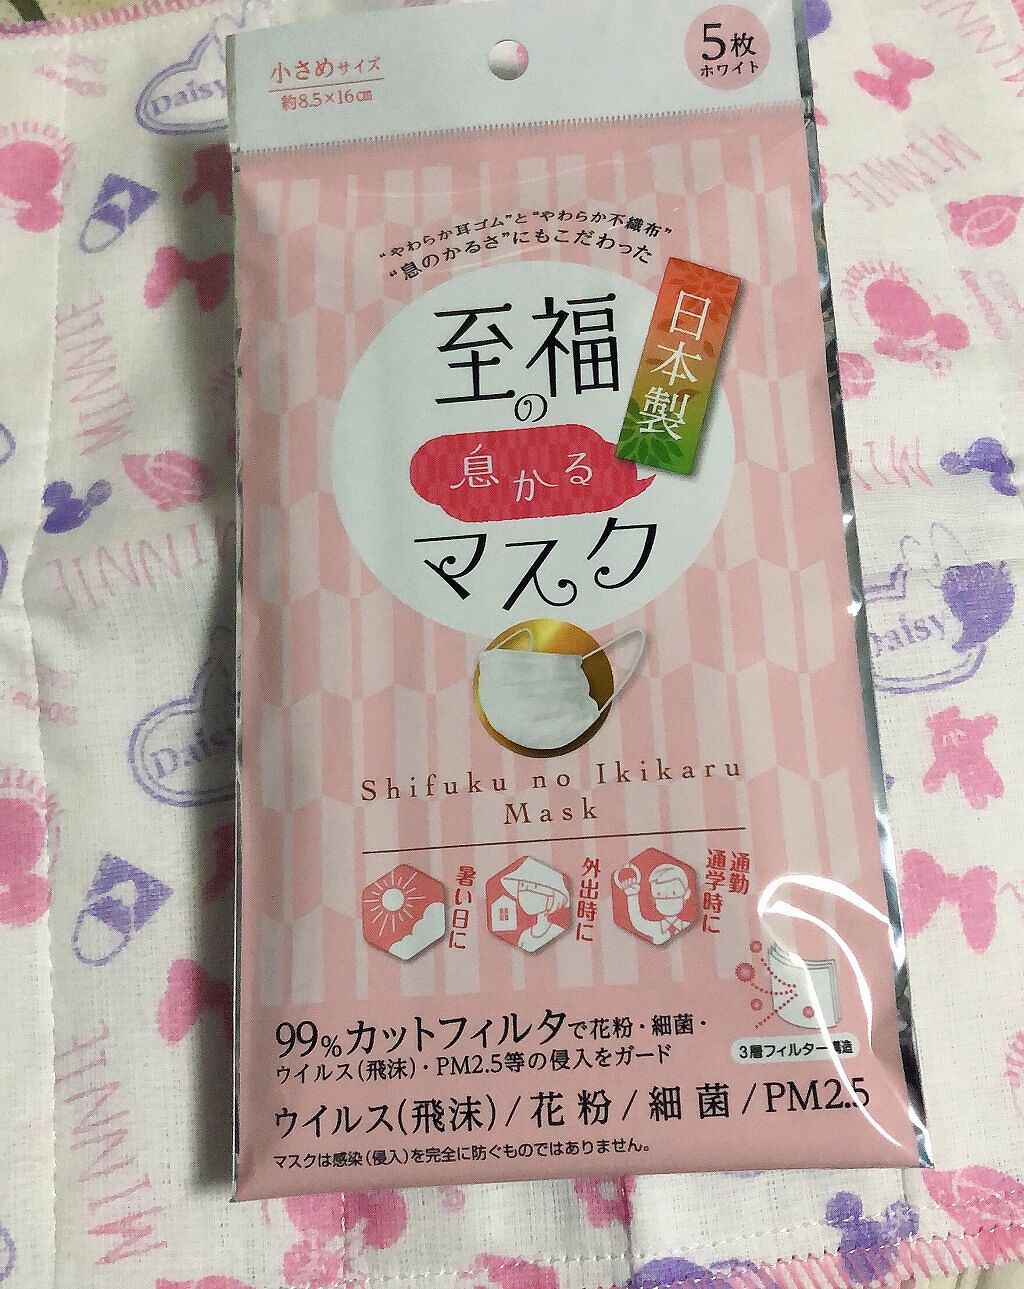 小さめサイズ
約8.5×16㎝
5枚
ホワイト
“やわらか耳ゴム”と“やわらか不織布”
“息のかるさ”にもこだわった
至福
の
息かる
マスク
日本製
Shifuku no Ikikaru
Mask
暑い日に
外出時に
通勤
通学時に
3層フィルター構造
99%カットフィルタで花粉・細菌・
ウイルス(飛沫)・PM2.5等の侵入をガード
ウイルス(飛沫)/花粉/細菌/PM2.5
マスクは感染(侵入)を完全に防ぐものではありません。
Daisy
MINNIE
MINNIE
MINNIE
Daisy
MINNIE
MINNIE
Daisy